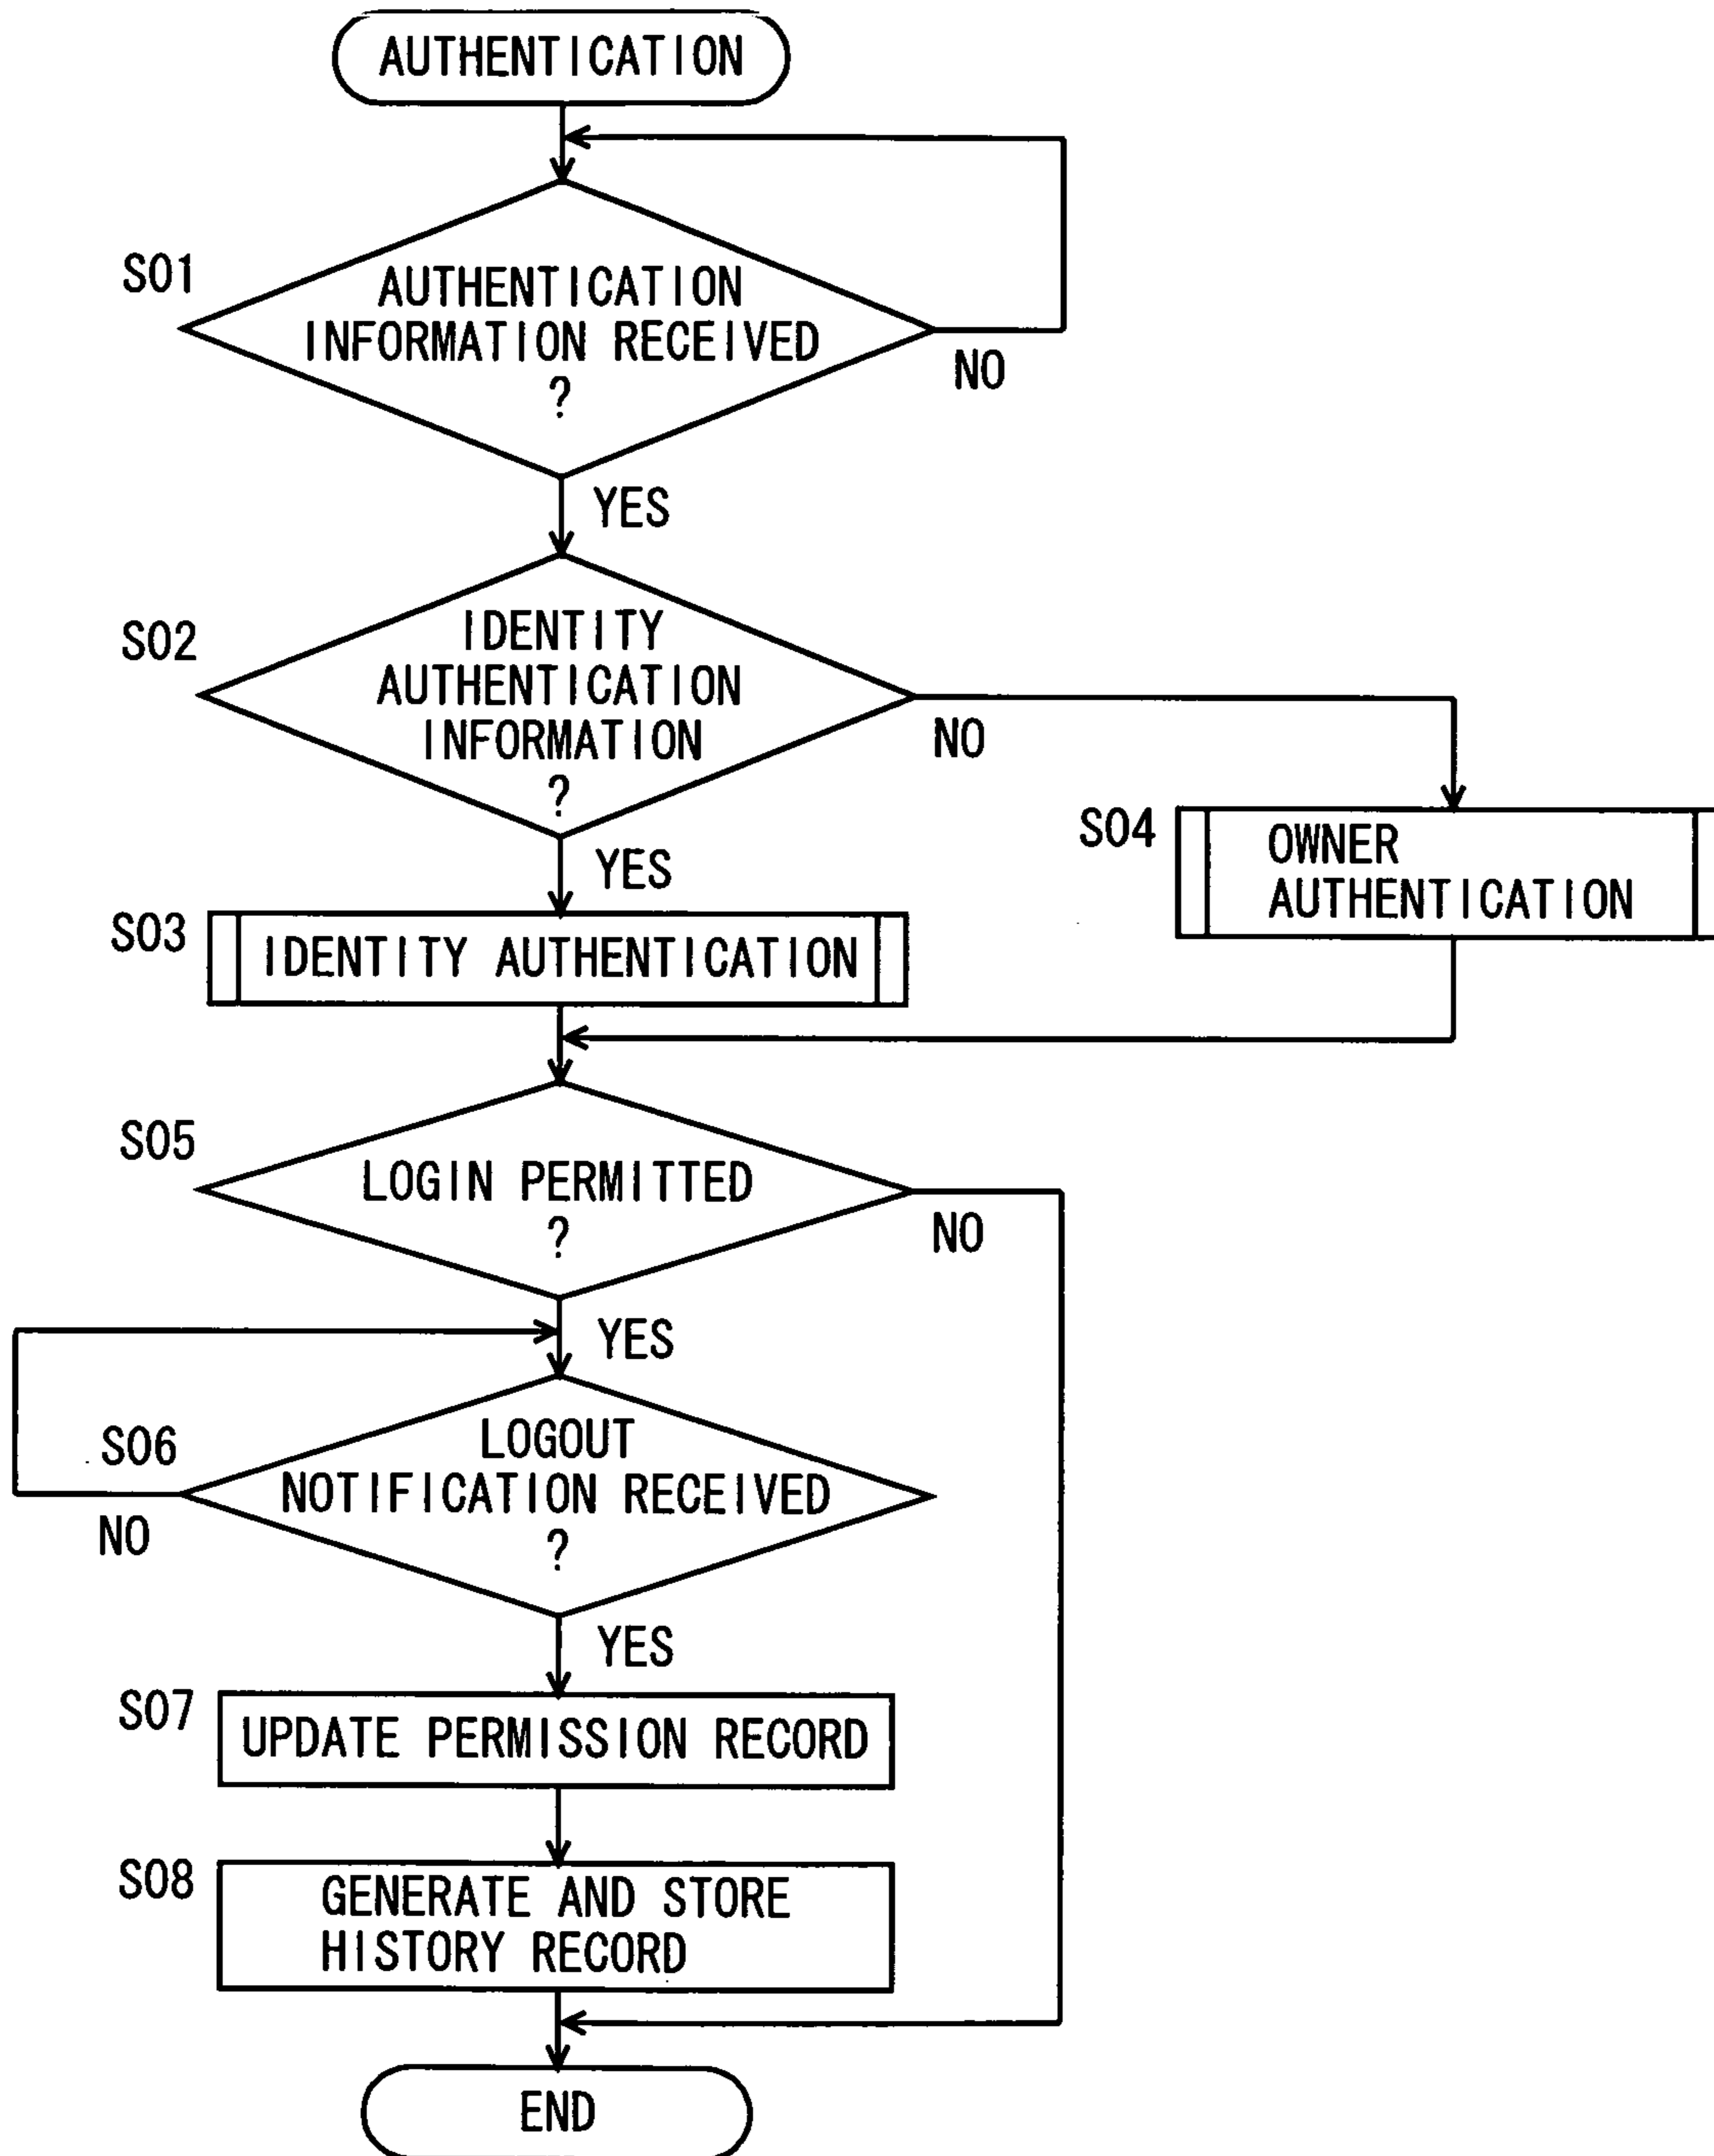 AUTHENTICATION
S01
AUTHENTICATION
INFORMATION RECEIVED
?
NO
YES
S02
IDENTITY
AUTHENTICATION
INFORMATION
?
NO
YES
S04
OWNER
AUTHENTICATION
S03
IDENTITY AUTHENTICATION
S05
LOGIN PERMITTED
?
NO
YES
S06
LOGOUT
NOTIFICATION RECEIVED
?
NO
YES
S07
UPDATE PERMISSION RECORD
S08
GENERATE AND STORE
HISTORY RECORD
END